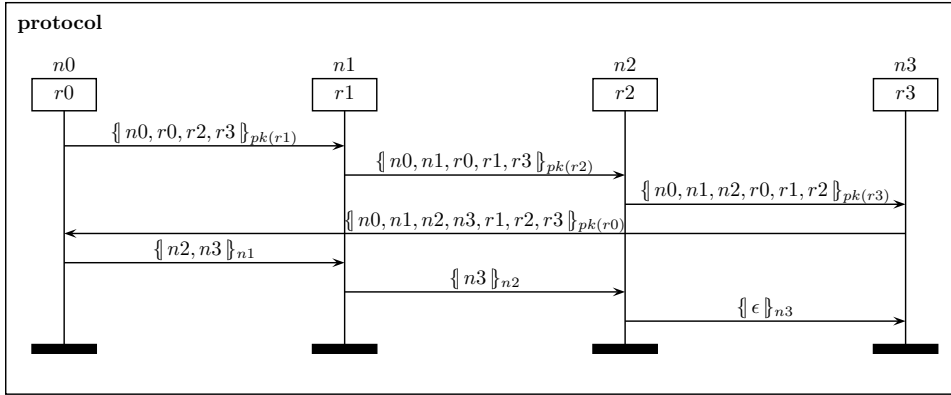 protocol
n0 n1 n2 n3
r0 r1 r2 r3
{| n0, r0, r2, r3 |}pk(r1)
{| n0, n1, r0, r1, r3 |}pk(r2)
{| n0, n1, n2, r0, r1, r2 |}pk(r3)
{| n0, n1, n2, n3, r1, r2, r3 |}pk(r0)
{| n2, n3 |}n1
{| n3 |}n2
{| ϵ |}n3